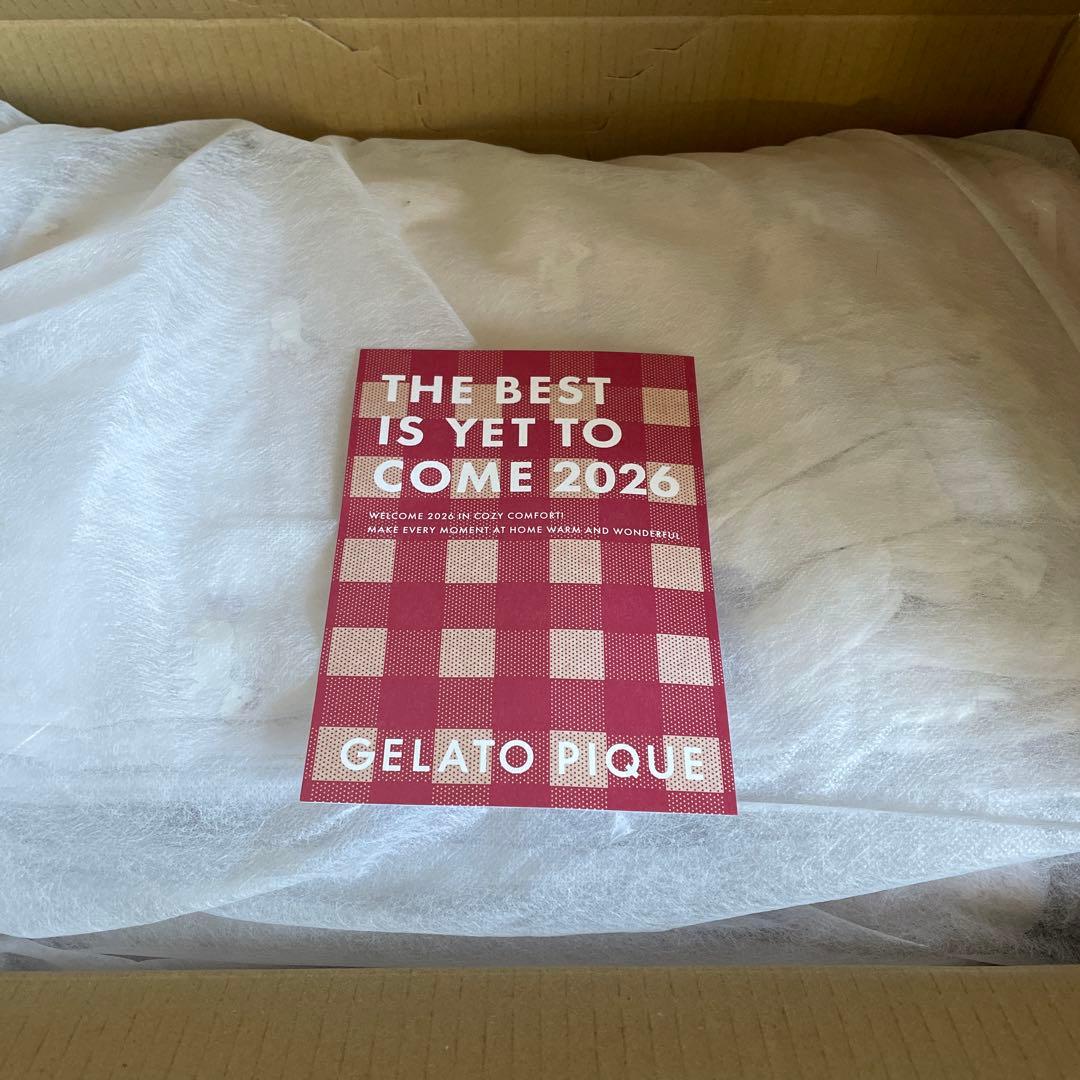 THE BEST
IS YET TO
COME 2026
WELCOME 2026 IN COZY COMFORT!
MAKE EVERY MOMENT AT HOME WARM AND WONDERFUL
GELATO PIQUE